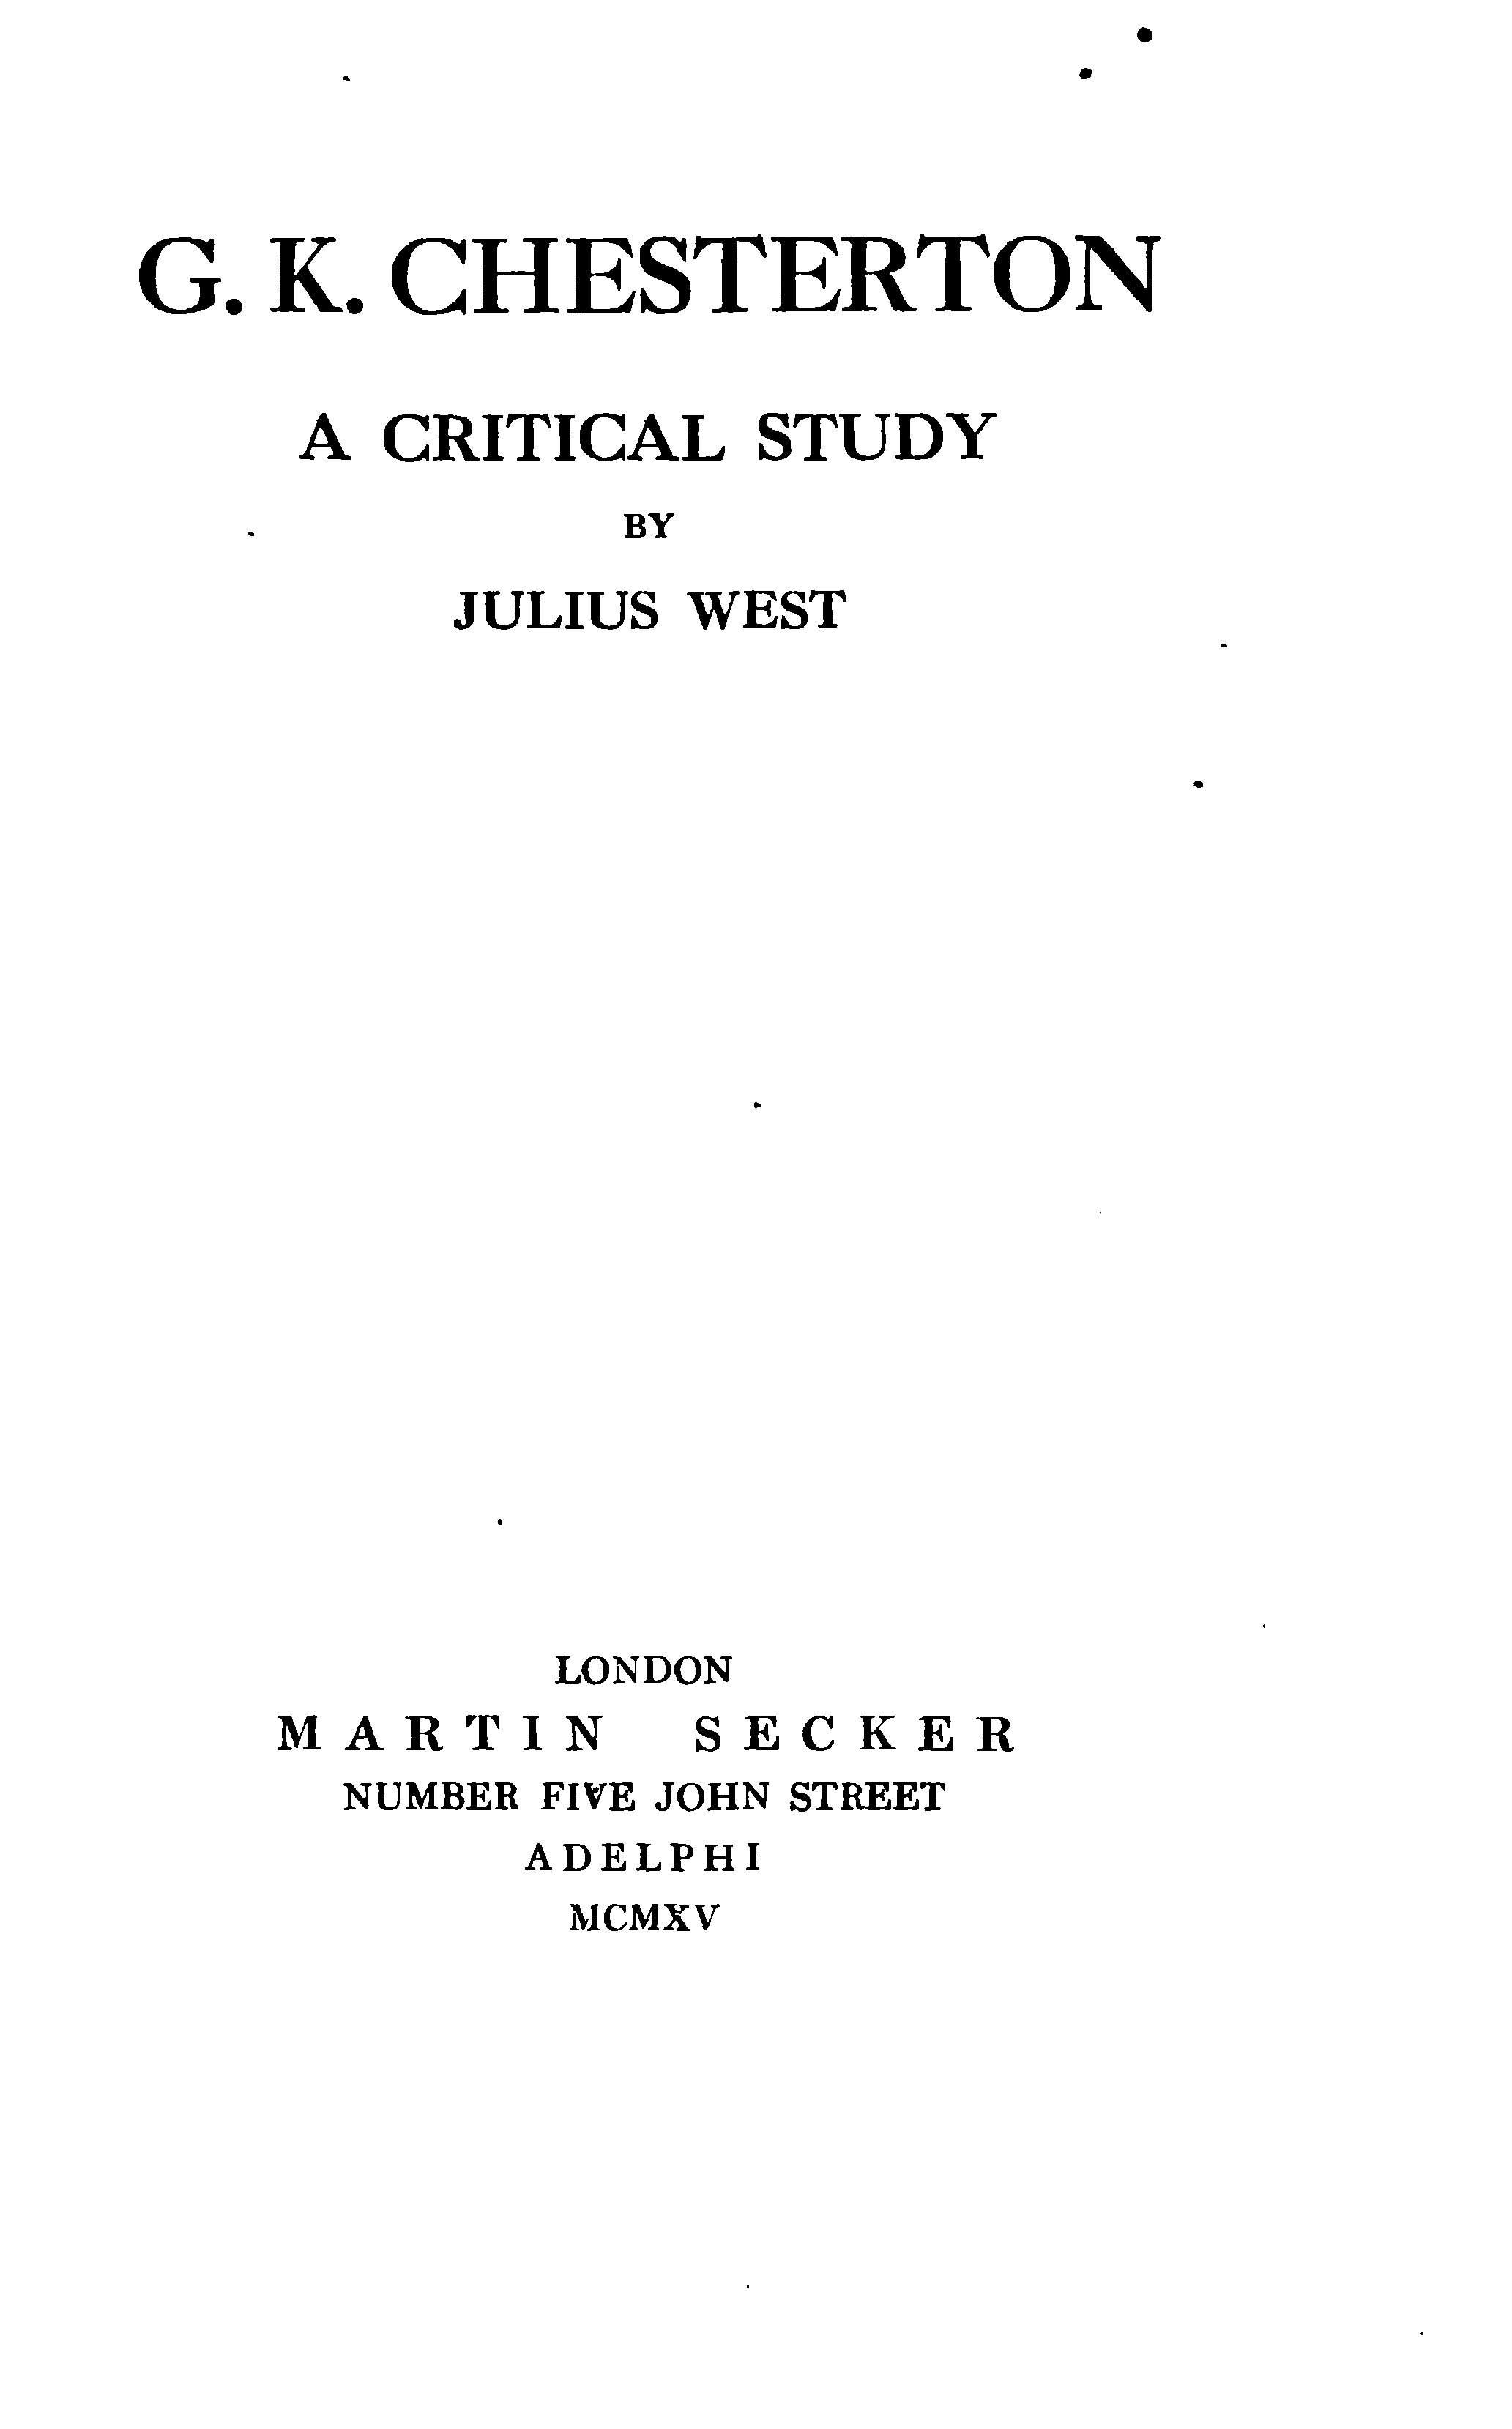 G. K. CHESTERTON
A CRITICAL STUDY
BY
JULIUS WEST
LONDON
MARTIN SECKER
NUMBER FIVE JOHN STREET
ADELPHI
MCMXV